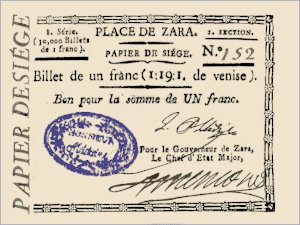 PAPIER DE SIÉGE
8. Série.
(10,000 Billets
de 1 franc).
PLACE DE ZARA.
1. SECTION.
PAPIER DE SIÉGE.
N.º 152
Billet de un franc (1:19:1. de venise).
Bon pour la somme de UN franc.
HONNEUR
Pour le Gouverneur de Zara,
Le Chef d'Etat Major,